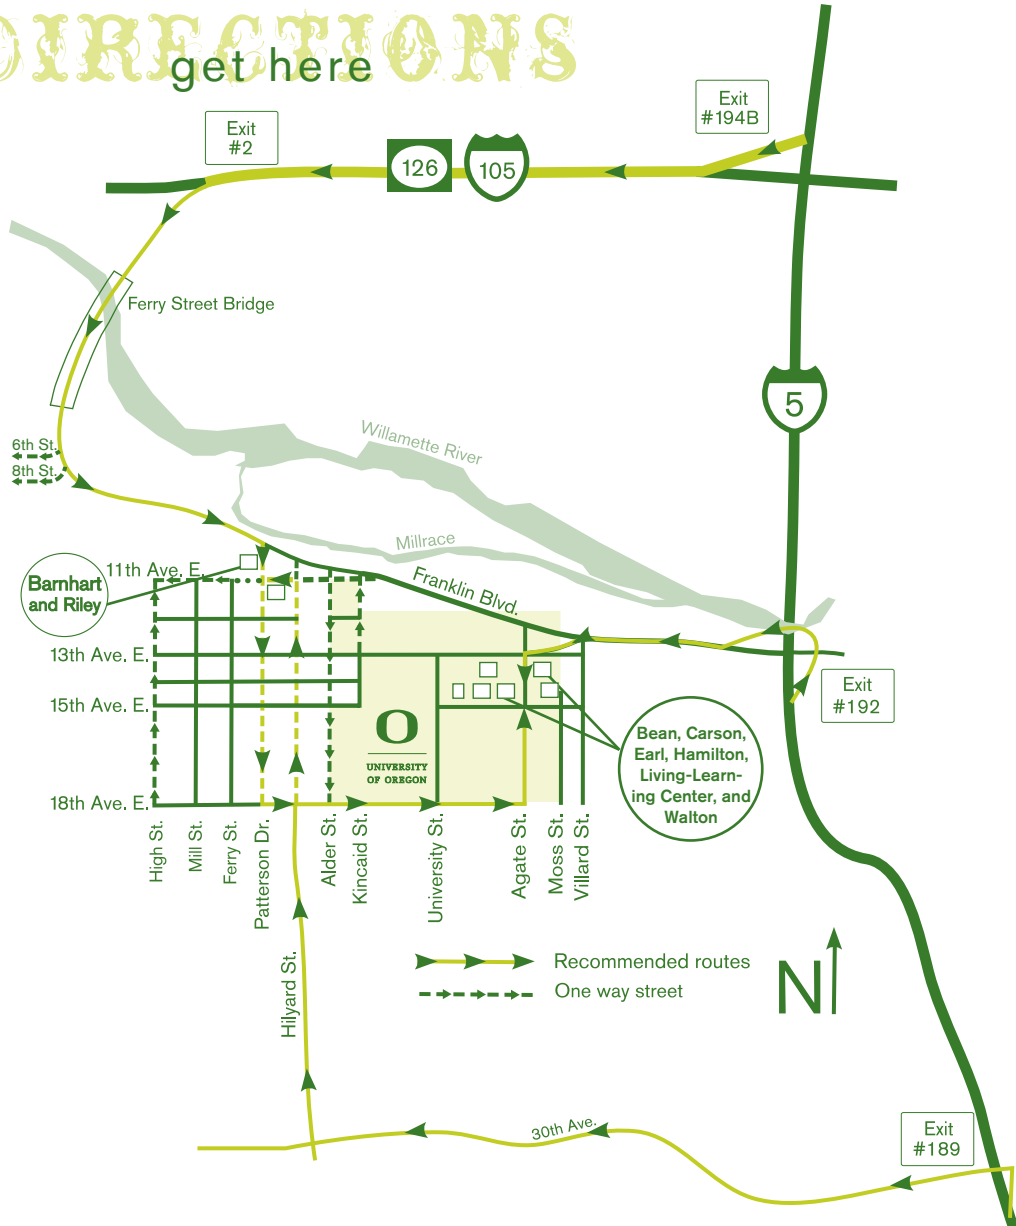 DIRECTIONS
get here
Exit
#194B
Exit
#2
126
105
Ferry Street Bridge
5
6th St.
8th St.
Willamette River
Millrace
Franklin Blvd.
11th Ave. E.
Barnhart
and Riley
13th Ave. E.
15th Ave. E.
18th Ave. E.
O
UNIVERSITY
OF OREGON
Exit
#192
Bean, Carson,
Earl, Hamilton,
Living-Learn-
ing Center, and
Walton
High St.
Mill St.
Ferry St.
Patterson Dr.
Hilyard St.
Alder St.
Kincaid St.
University St.
Agate St.
Moss St.
Villard St.
Recommended routes
One way street
N
30th Ave.
Exit
#189